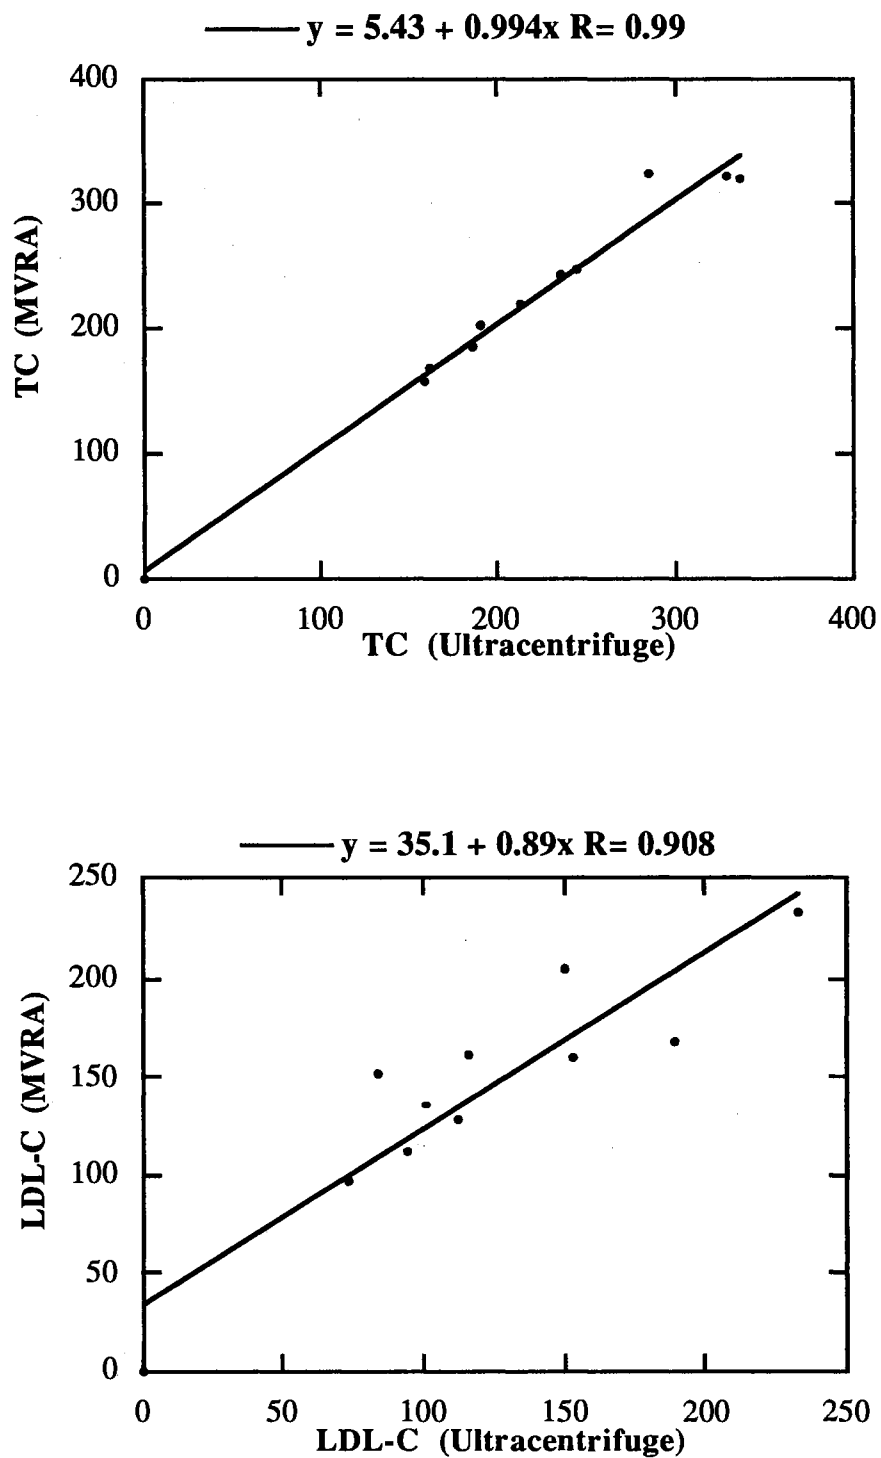 y = 5.43 + 0.994x R= 0.99
400
300
200
100
0
TC (MVRA)
0 100 200 300 400
TC (Ultracentrifuge)
y = 35.1 + 0.89x R= 0.908
250
200
150
100
50
0
LDL-C (MVRA)
0 50 100 150 200 250
LDL-C (Ultracentrifuge)